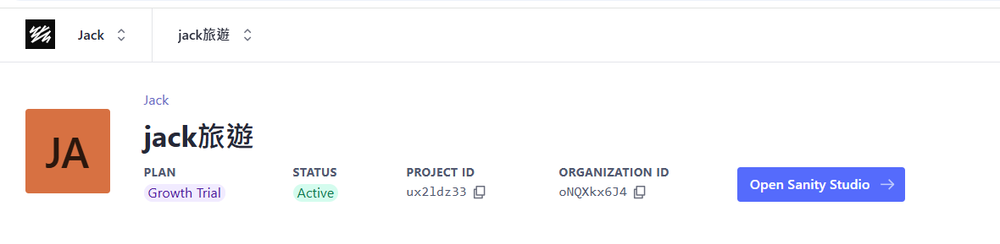 Jack
jack旅遊
Jack
jack旅遊
JA
PLAN
STATUS
PROJECT ID
ORGANIZATION ID
Growth Trial
Active
ux2ldz33
oNQXkx6J4
Open Sanity Studio